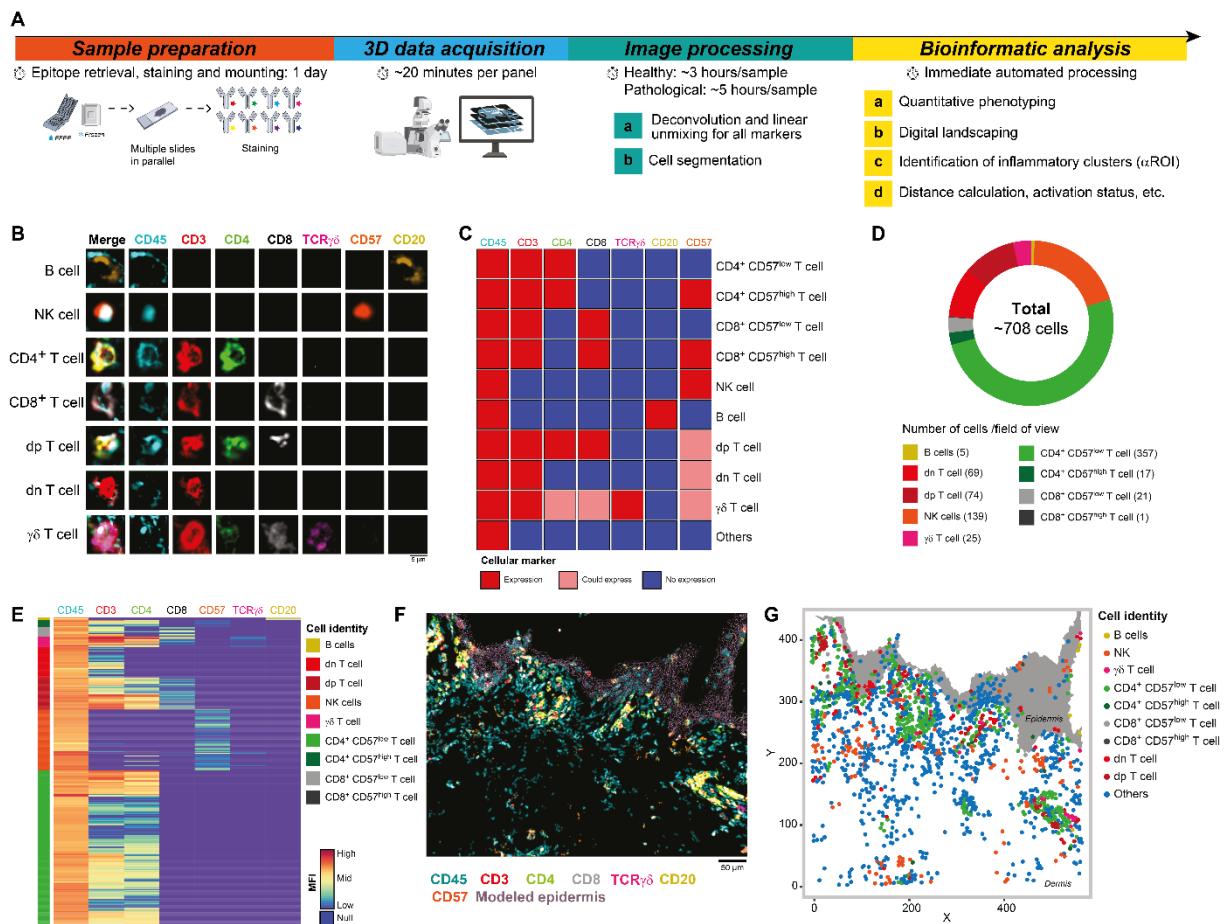 A
Sample preparation
3D data acquisition
Image processing
Bioinformatic analysis
Epitope retrieval, staining and mounting: 1 day
FFPE
Frozen
Multiple slides
in parallel
Staining
~20 minutes per panel
Healthy: ~3 hours/sample
Pathological: ~5 hours/sample
a Deconvolution and linear
unmixing for all markers
b Cell segmentation
Immediate automated processing
a Quantitative phenotyping
b Digital landscaping
c Identification of inflammatory clusters (αROI)
d Distance calculation, activation status, etc.
B
Merge CD45 CD3 CD4 CD8 TCRγδ CD57 CD20
B cell
NK cell
CD4⁺ T cell
CD8⁺ T cell
dp T cell
dn T cell
γδ T cell
5 μm
C
CD45 CD3 CD4 CD8 TCRγδ CD20 CD57
CD4⁺ CD57ˡᵒʷ T cell
CD4⁺ CD57ʰⁱᵍʰ T cell
CD8⁺ CD57ˡᵒʷ T cell
CD8⁺ CD57ʰⁱᵍʰ T cell
NK cell
B cell
dp T cell
dn T cell
γδ T cell
Others
Cellular marker
Expression Could express No expression
D
Total
~708 cells
Number of cells /field of view
B cells (5)
dn T cell (69)
dp T cell (74)
NK cells (139)
γδ T cell (25)
CD4⁺ CD57ˡᵒʷ T cell (357)
CD4⁺ CD57ʰⁱᵍʰ T cell (17)
CD8⁺ CD57ˡᵒʷ T cell (21)
CD8⁺ CD57ʰⁱᵍʰ T cell (1)
E
CD45 CD3 CD4 CD8 CD57 TCRγδ CD20
Cell identity
B cells
dn T cell
dp T cell
NK cells
γδ T cell
CD4⁺ CD57ˡᵒʷ T cell
CD4⁺ CD57ʰⁱᵍʰ T cell
CD8⁺ CD57ˡᵒʷ T cell
CD8⁺ CD57ʰⁱᵍʰ T cell
MFI
High
Mid
Low
Null
F
50 μm
CD45 CD3 CD4 CD8 TCRγδ CD20
CD57 Modeled epidermis
G
400
300
200
100
0
Y
0 200 400
X
Epidermis
Dermis
Cell identity
B cells
NK
γδ T cell
CD4⁺ CD57ˡᵒʷ
CD4⁺ CD57ʰⁱᵍʰ T cell
CD8⁺ CD57ˡᵒʷ T cell
CD8⁺ CD57ʰⁱᵍʰ T cell
dn T cell
dp T cell
Others